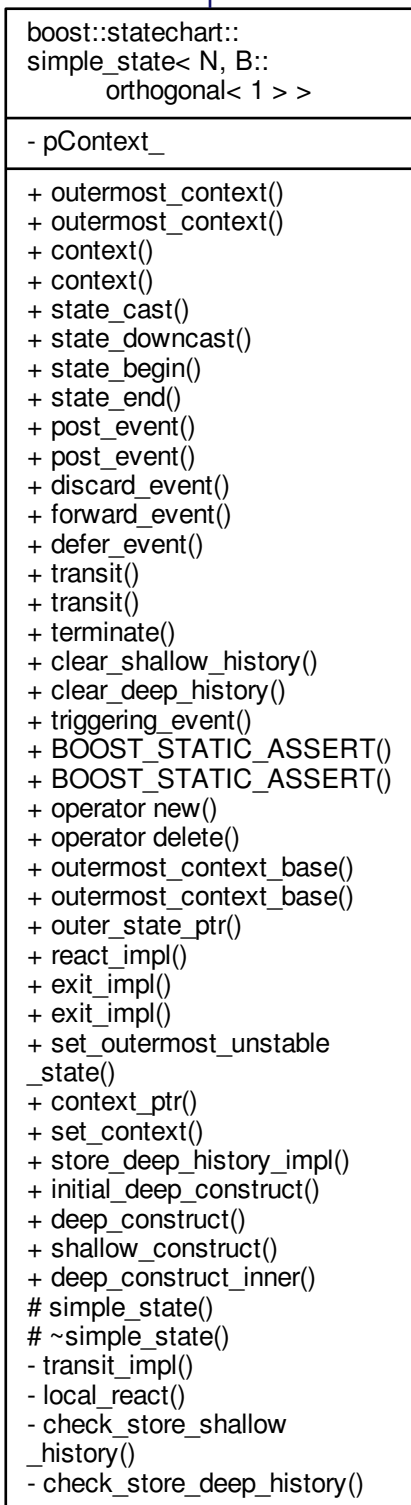 boost::statechart::
simple_state< N, B::
orthogonal< 1 > >
- pContext_
+ outermost_context()
+ outermost_context()
+ context()
+ context()
+ state_cast()
+ state_downcast()
+ state_begin()
+ state_end()
+ post_event()
+ post_event()
+ discard_event()
+ forward_event()
+ defer_event()
+ transit()
+ transit()
+ terminate()
+ clear_shallow_history()
+ clear_deep_history()
+ triggering_event()
+ BOOST_STATIC_ASSERT()
+ BOOST_STATIC_ASSERT()
+ operator new()
+ operator delete()
+ outermost_context_base()
+ outermost_context_base()
+ outer_state_ptr()
+ react_impl()
+ exit_impl()
+ exit_impl()
+ set_outermost_unstable
_state()
+ context_ptr()
+ set_context()
+ store_deep_history_impl()
+ initial_deep_construct()
+ deep_construct()
+ shallow_construct()
+ deep_construct_inner()
# simple_state()
# ~simple_state()
- transit_impl()
- local_react()
- check_store_shallow
_history()
- check_store_deep_history()